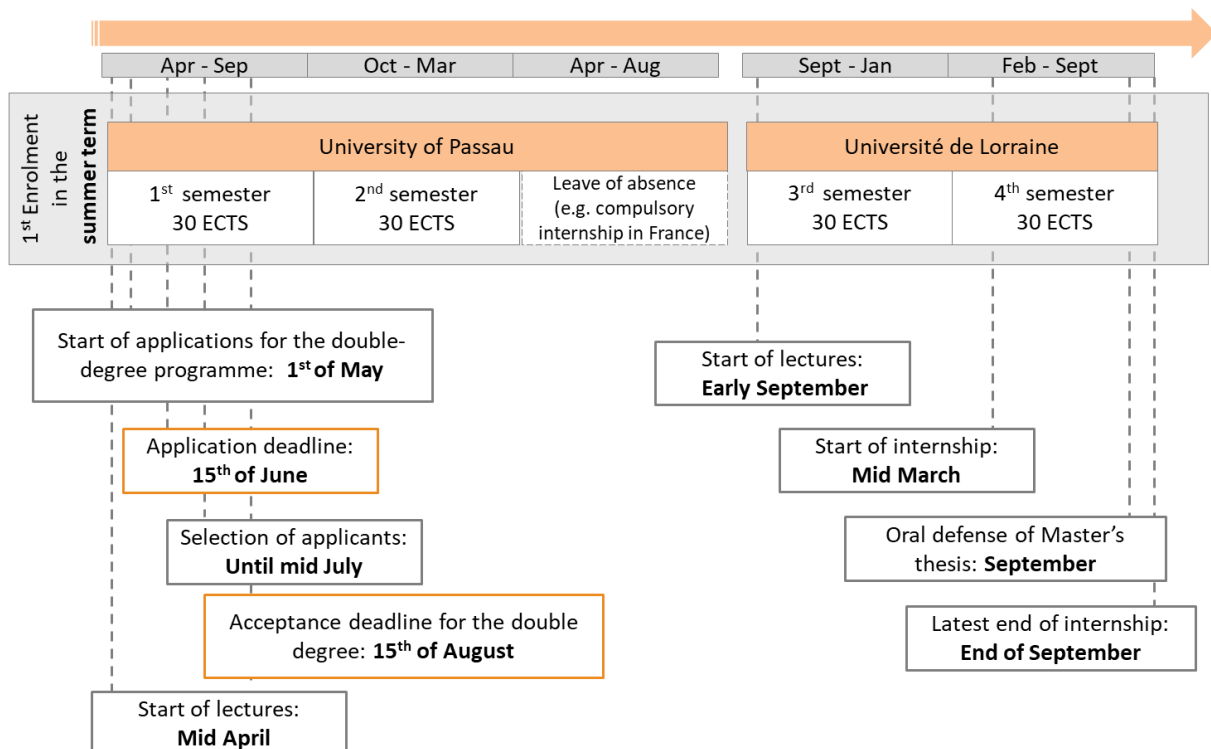 Apr - Sep
Oct - Mar
Apr - Aug
Sept - Jan
Feb - Sept
1st Enrolment
in the
summer term
University of Passau
Université de Lorraine
1st semester
30 ECTS
2nd semester
30 ECTS
Leave of absence
(e.g. compulsory
internship in France)
3rd semester
30 ECTS
4th semester
30 ECTS
Start of applications for the double-
degree programme: 1st of May
Start of lectures:
Early September
Application deadline:
15th of June
Start of internship:
Mid March
Selection of applicants:
Until mid July
Oral defense of Master’s
thesis: September
Acceptance deadline for the double
degree: 15th of August
Latest end of internship:
End of September
Start of lectures:
Mid April